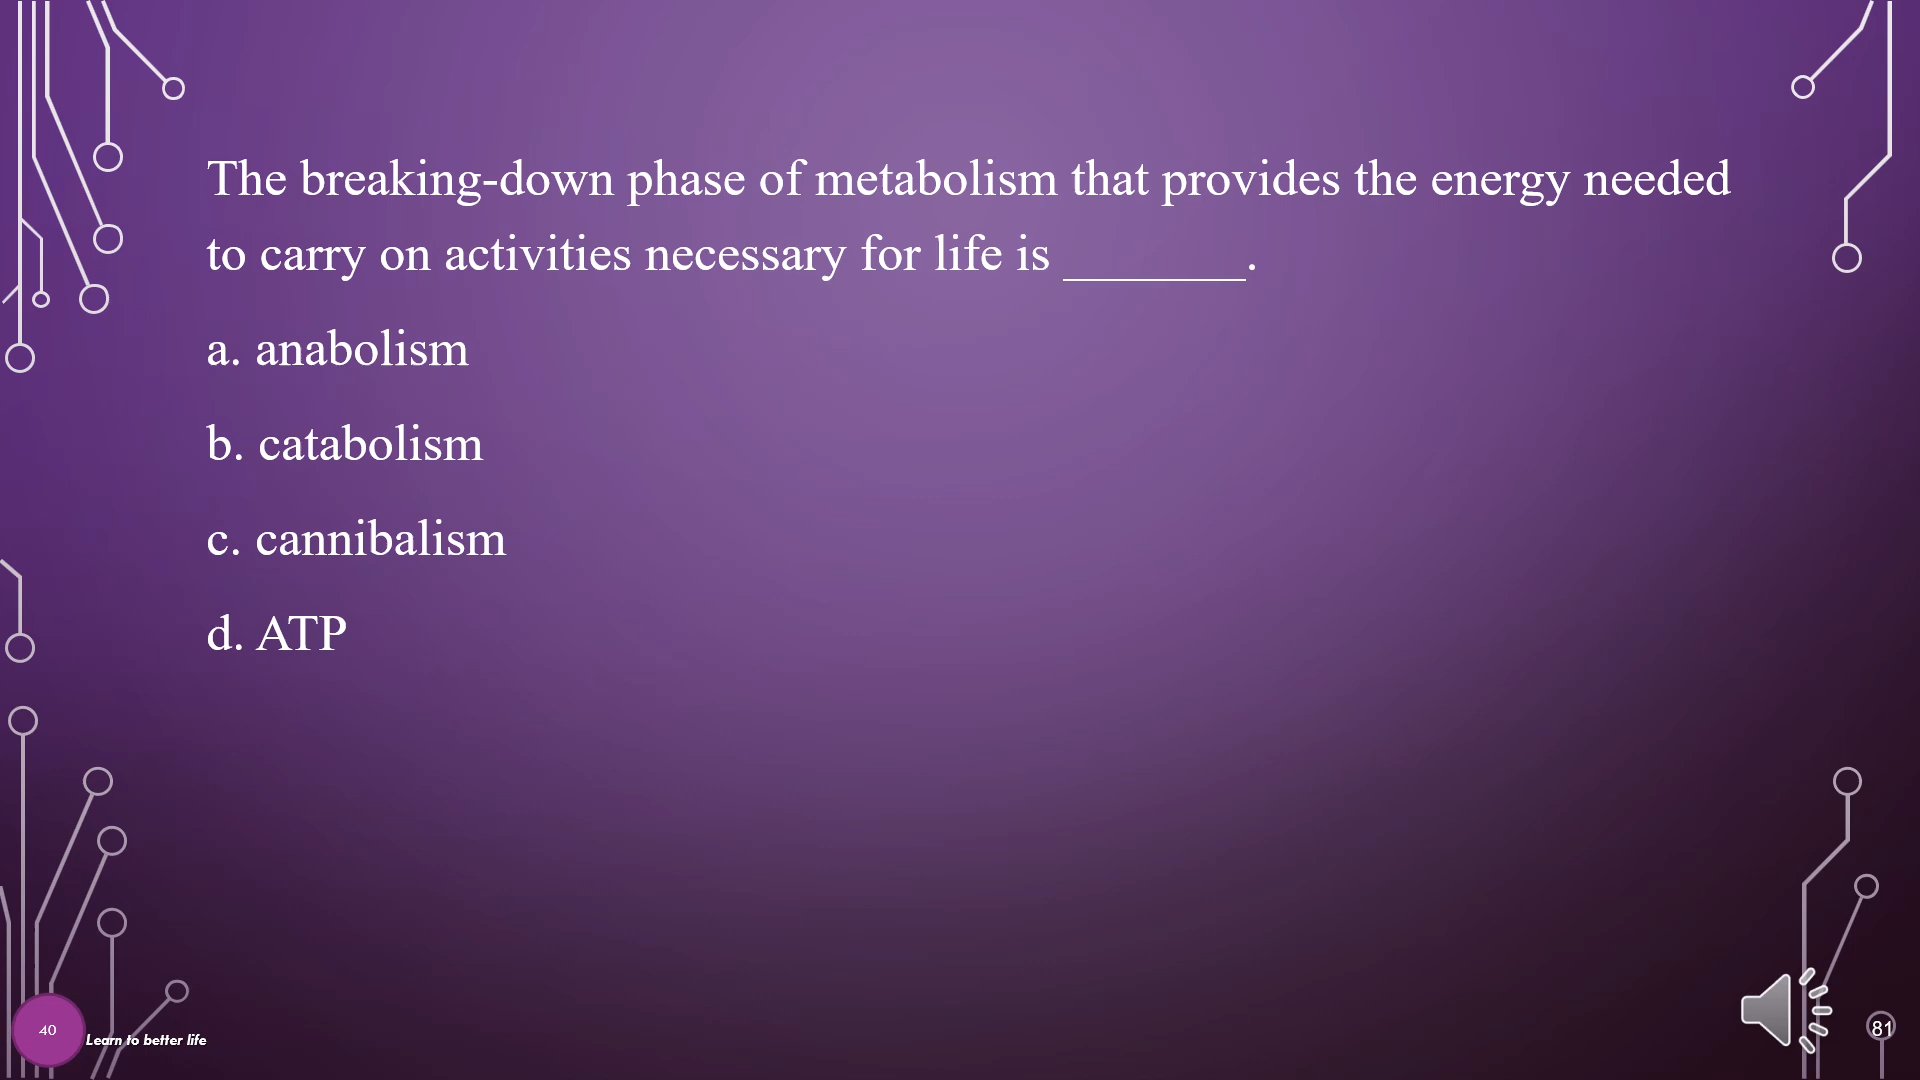 The breaking-down phase of metabolism that provides the energy needed
to carry on activities necessary for life is _______.
a. anabolism
b. catabolism
c. cannibalism
d. ATP
40
Learn to better life
81